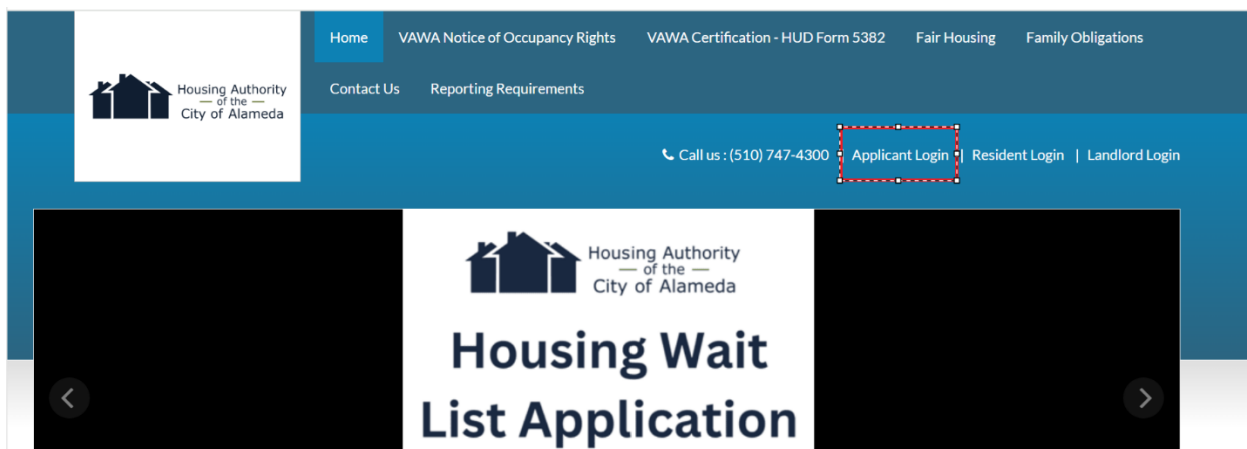 Home VAWA Notice of Occupancy Rights VAWA Certification - HUD Form 5382 Fair Housing Family Obligations
Contact Us Reporting Requirements
Housing Authority
of the
City of Alameda
Call us : (510) 747-4300 | Applicant Login | Resident Login | Landlord Login
Housing Authority
of the
City of Alameda
Housing Wait
List Application